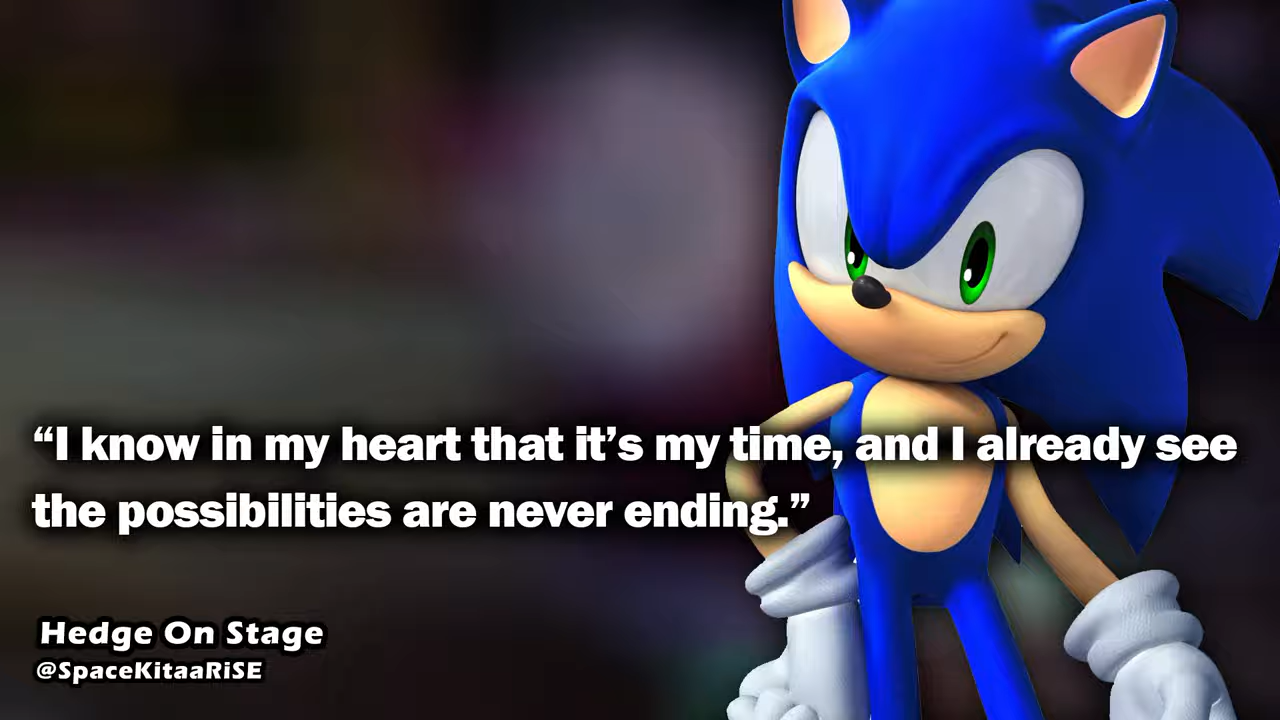 “I know in my heart that it’s my time, and I already see
the possibilities are never ending.”
Hedge On Stage
@SpaceKitaaRiSE